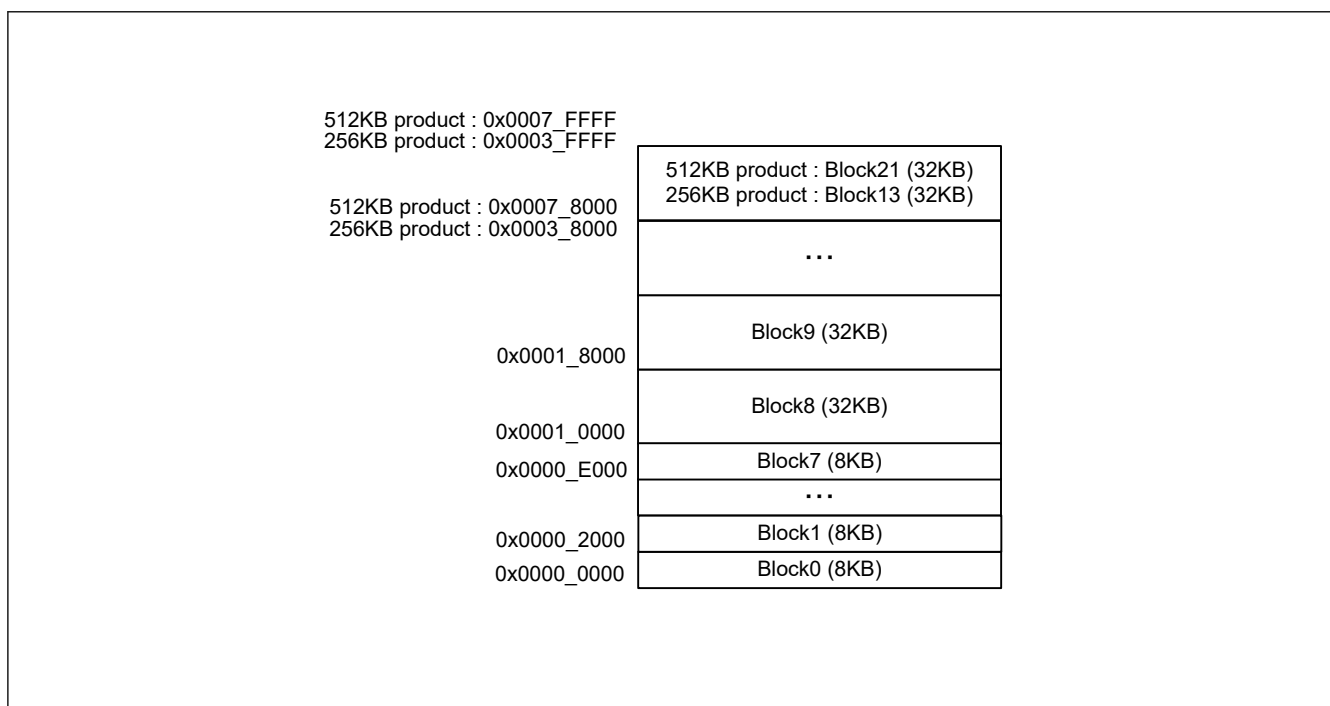 512KB product : 0x0007_FFFF
256KB product : 0x0003_FFFF
512KB product : Block21 (32KB)
256KB product : Block13 (32KB)
512KB product : 0x0007_8000
256KB product : 0x0003_8000
...
Block9 (32KB)
0x0001_8000
Block8 (32KB)
0x0001_0000
Block7 (8KB)
0x0000_E000
...
Block1 (8KB)
0x0000_2000
Block0 (8KB)
0x0000_0000